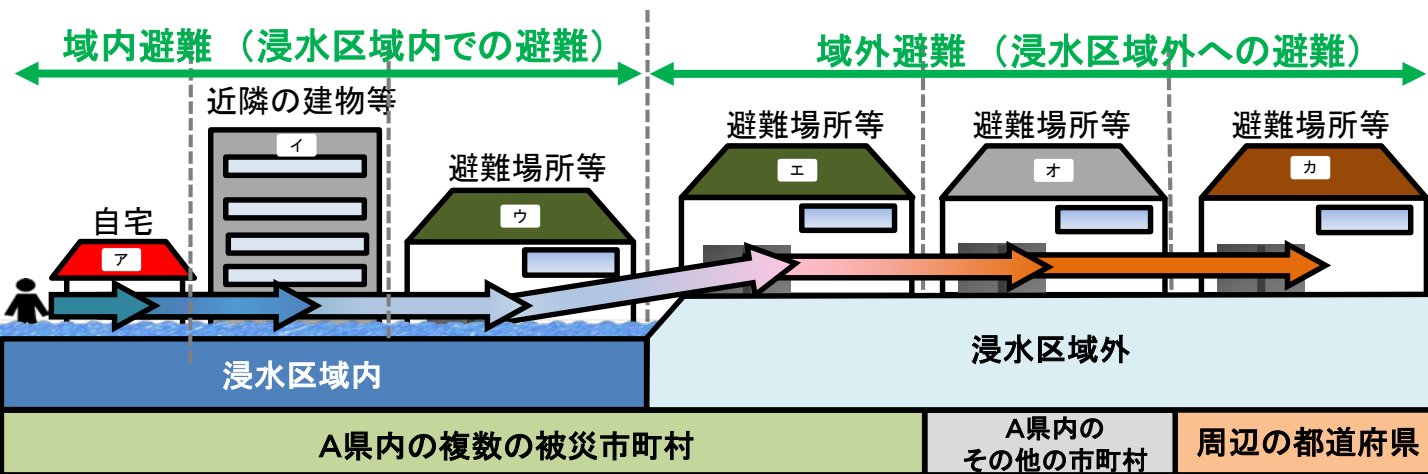 域内避難 （浸水区域内での避難）
域外避難 （浸水区域外への避難）
近隣の建物等
避難場所等
避難場所等
避難場所等
避難場所等
自宅
ア
イ
ウ
エ
オ
カ
浸水区域内
浸水区域外
A県内の複数の被災市町村
A県内の
その他の市町村
周辺の都道府県